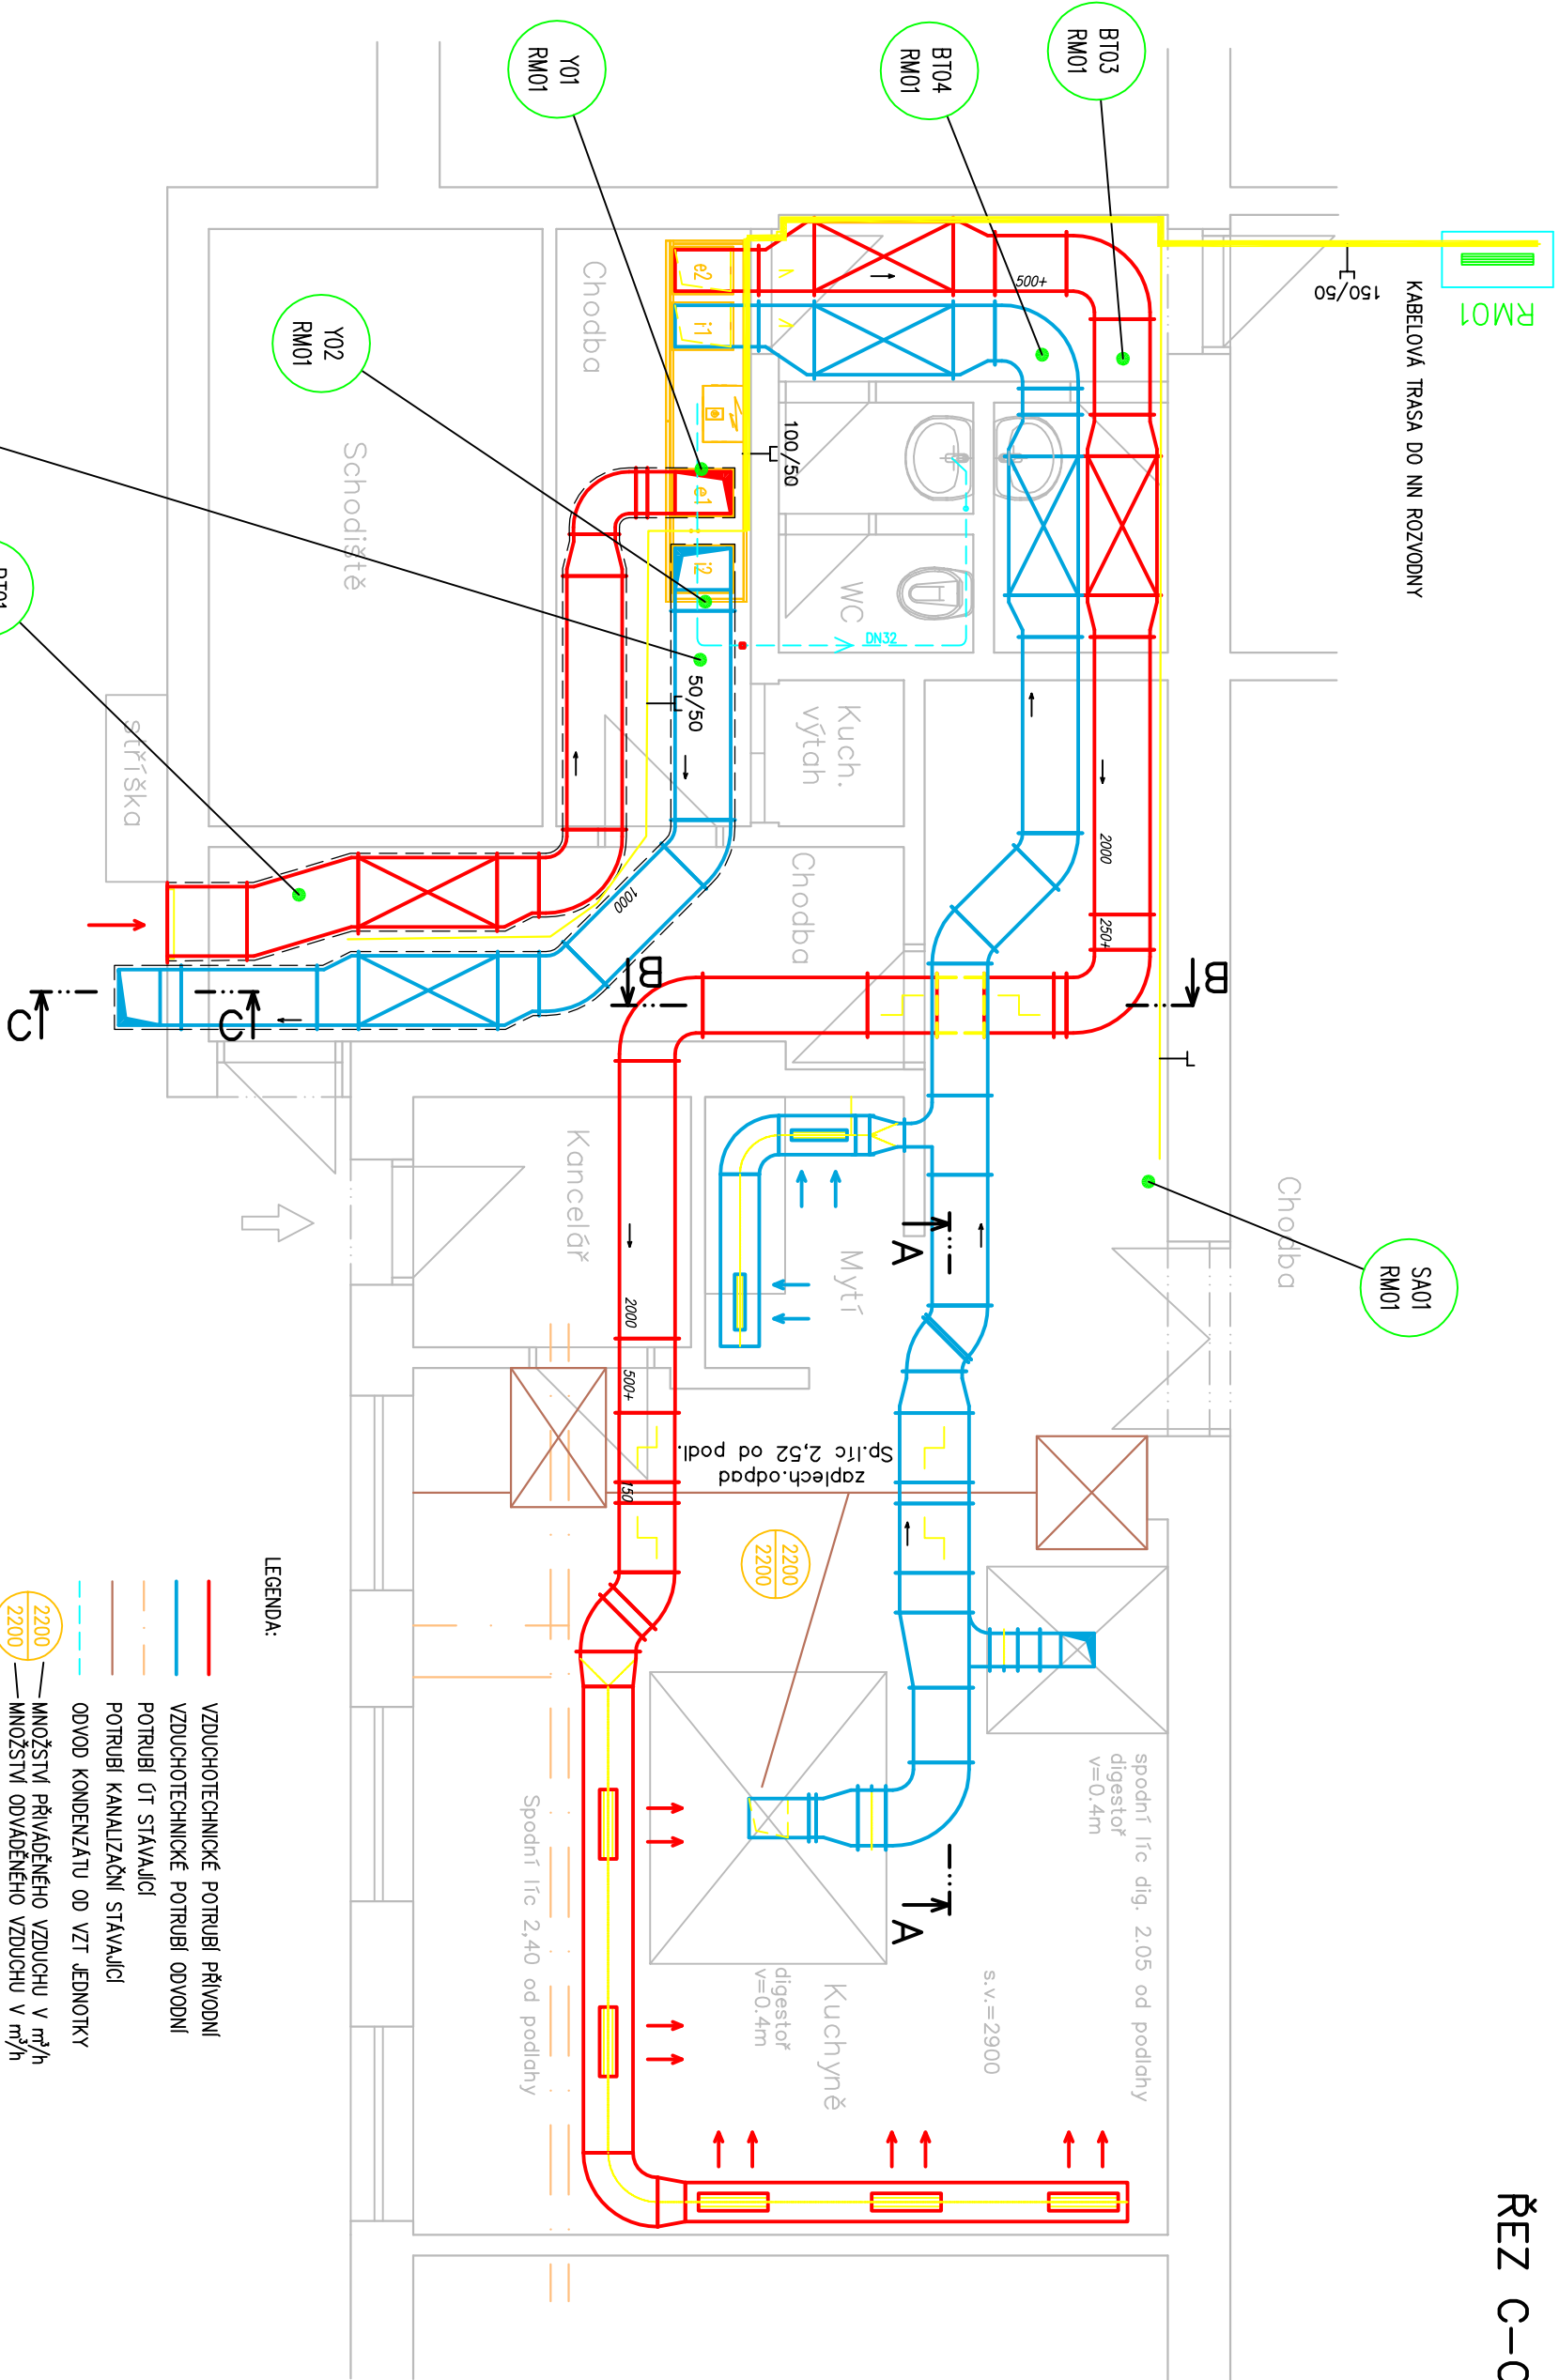 ŘEZ C-C
RM01
KABELOVÁ TRASA DO NN ROZVODNY
150/50
BT03
RM01
BT04
RM01
Y01
RM01
Y02
RM01
SA01
RM01
Chodba
Chodba
Chodba
Schodiště
stříška
WC
Kuch.
výtah
Kancelář
Mytí
Kuchyně
e2
i1
e1
i2
100/50
50/50
DN32
500+
2000
250+
1000
2000
500+
150
B
B
C
C
A
A
zaplech.odpad
Sp.líc 2,52 od podl.
2200
2200
spodní líc dig. 2.05 od podlahy
digestoř
v=0.4m
s.v.=2900
digestoř
v=0.4m
Spodní líc 2,40 od podlahy
LEGENDA:
VZDUCHOTECHNICKÉ POTRUBÍ PŘÍVODNÍ
VZDUCHOTECHNICKÉ POTRUBÍ ODVODNÍ
POTRUBÍ ÚT STÁVAJÍCÍ
POTRUBÍ KANALIZAČNÍ STÁVAJÍCÍ
ODVOD KONDENZÁTU OD VZT JEDNOTKY
2200
2200
MNOŽSTVÍ PŘIVÁDĚNÉHO VZDUCHU V m³/h
MNOŽSTVÍ ODVÁDĚNÉHO VZDUCHU V m³/h